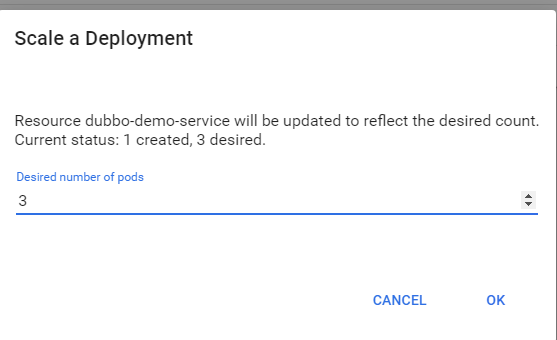 Scale a Deployment
Resource dubbo-demo-service will be updated to reflect the desired count.
Current status: 1 created, 3 desired.
Desired number of pods
3
CANCEL OK